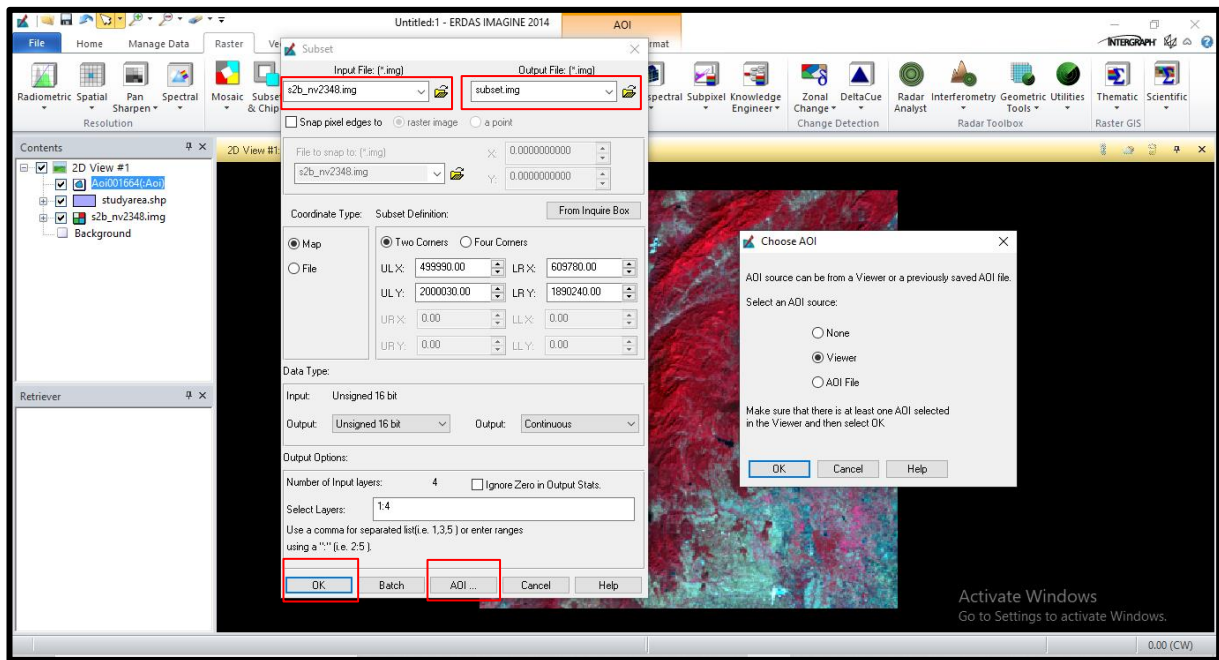 Untitled:1 - ERDAS IMAGINE 2014
AOI
File Home Manage Data Raster rmat
INTERGRAPH
Radiometric Spatial Pan Sharpen Spectral Mosaic & Chip spectral Subpixel Knowledge Engineer Zonal Change DeltaCue Radar Analyst Interferometry Geometric Tools Utilities Thematic Scientific
Resolution Change Detection Radar Toolbox Raster GIS
Contents
2D View #1
Aoi001664(:Aoi)
studyarea.shp
s2b_nv2348.img
Background
Retriever
2D View #1:
Subset
Input File: (*.img) Output File: (*.img)
s2b_nv2348.img subset.img
Snap pixel edges to raster image a point
File to snap to: (*.img) X: 0.0000000000
s2b_nv2348.img Y: 0.0000000000
Coordinate Type: Subset Definition: From Inquire Box
Map Two Corners Four Corners
File UL X: 499990.00 LR X: 609780.00
UL Y: 2000030.00 LR Y: 1890240.00
UR X: 0.00 LL X: 0.00
UR Y: 0.00 LL Y: 0.00
Data Type:
Input: Unsigned 16 bit
Output: Unsigned 16 bit Output: Continuous
Output Options:
Number of Input layers: 4 Ignore Zero in Output Stats.
Select Layers: 1:4
Use a comma for separated list(i.e. 1,3,5 ) or enter ranges
using a ":" (i.e. 2:5 ).
OK Batch AOI ... Cancel Help
Choose AOI
AOI source can be from a Viewer or a previously saved AOI file.
Select an AOI source:
None
Viewer
AOI File
Make sure that there is at least one AOI selected
in the Viewer and then select OK
OK Cancel Help
Activate Windows
Go to Settings to activate Windows.
0.00 (CW)